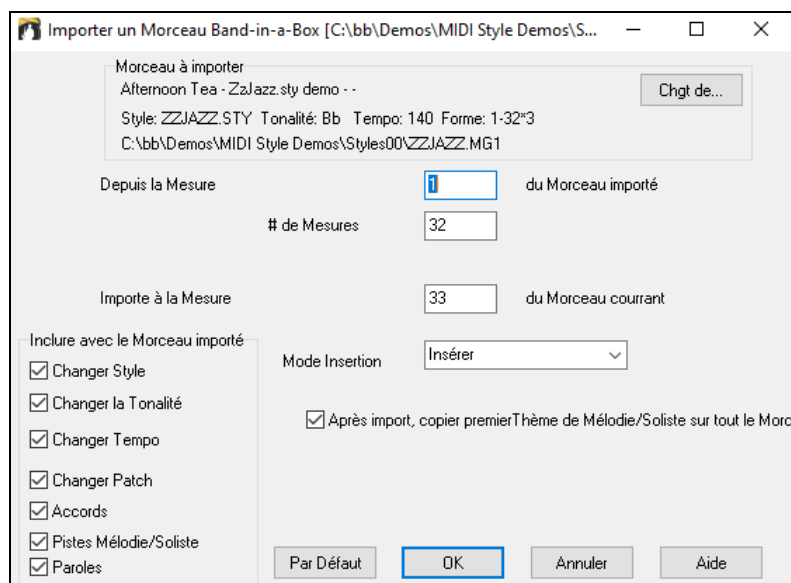 Importer un Morceau Band-in-a-Box [C:\bb\Demos\MIDI Style Demos\S...
Morceau à importer
Afternoon Tea - ZzJazz.sty demo - -
Chgt de...
Style: ZZJAZZ.STY Tonalité: Bb Tempo: 140 Forme: 1-32*3
C:\bb\Demos\MIDI Style Demos\Styles00\ZZJAZZ.MG1
Depuis la Mesure 1 du Morceau importé
# de Mesures 32
Importe à la Mesure 33 du Morceau courrant
Inclure avec le Morceau importé
Mode Insertion Insérer
Changer Style
Changer la Tonalité
Après import, copier premierThème de Mélodie/Soliste sur tout le Morc
Changer Tempo
Changer Patch
Accords
Pistes Mélodie/Soliste
Paroles
Par Défaut OK Annuler Aide